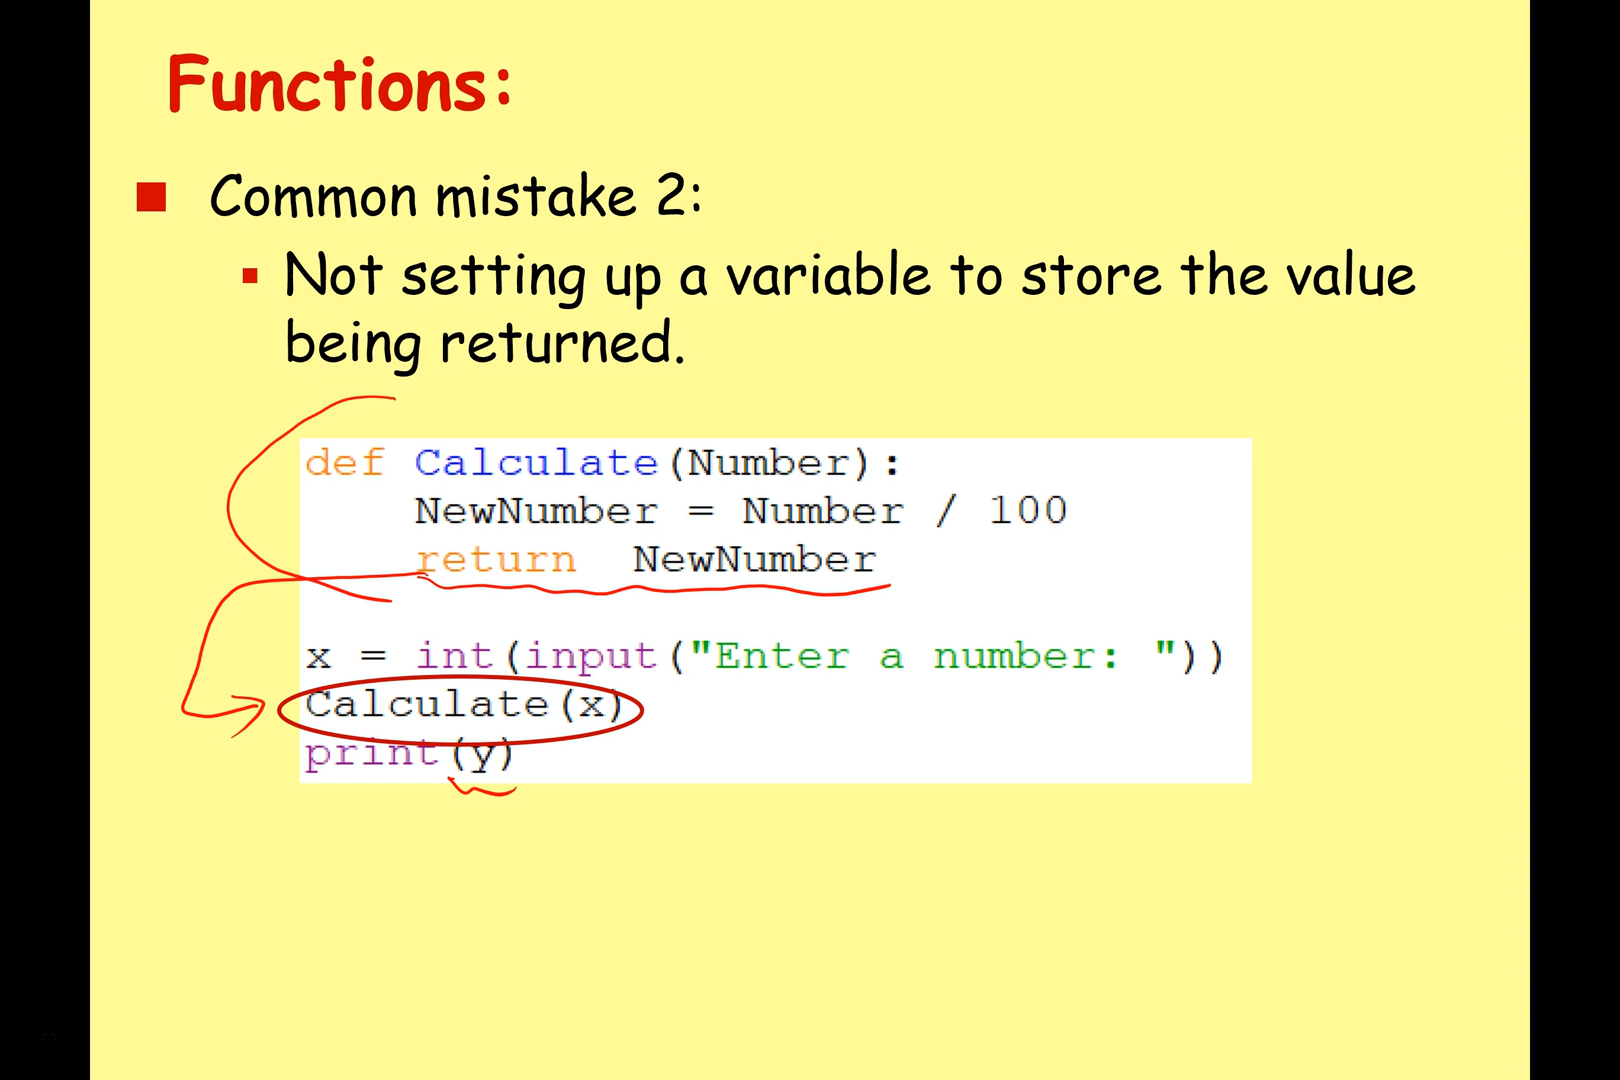 Functions:
Common mistake 2:
Not setting up a variable to store the value
being returned.
def Calculate(Number):
    NewNumber = Number / 100
    return  NewNumber
x = int(input("Enter a number: "))
Calculate(x)
print(y)